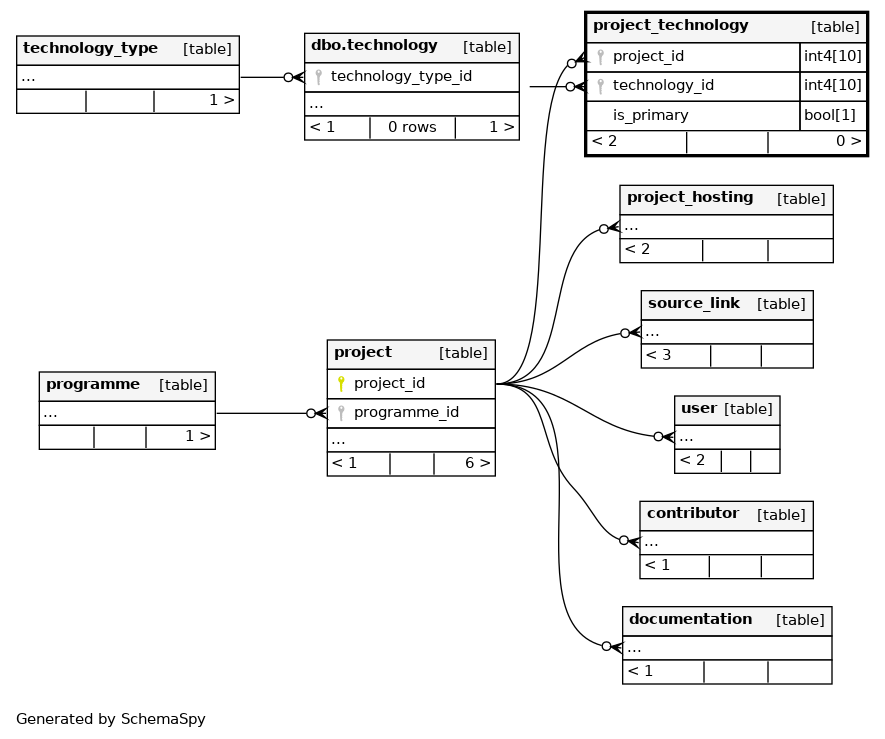 technology_type [table]
...
1 >
dbo.technology [table]
technology_type_id
...
< 1 0 rows 1 >
project_technology [table]
project_id int4[10]
technology_id int4[10]
is_primary bool[1]
< 2 0 >
project_hosting [table]
...
< 2
source_link [table]
...
< 3
programme [table]
...
1 >
project [table]
project_id
programme_id
...
< 1 6 >
user [table]
...
< 2
contributor [table]
...
< 1
documentation [table]
...
< 1
Generated by SchemaSpy